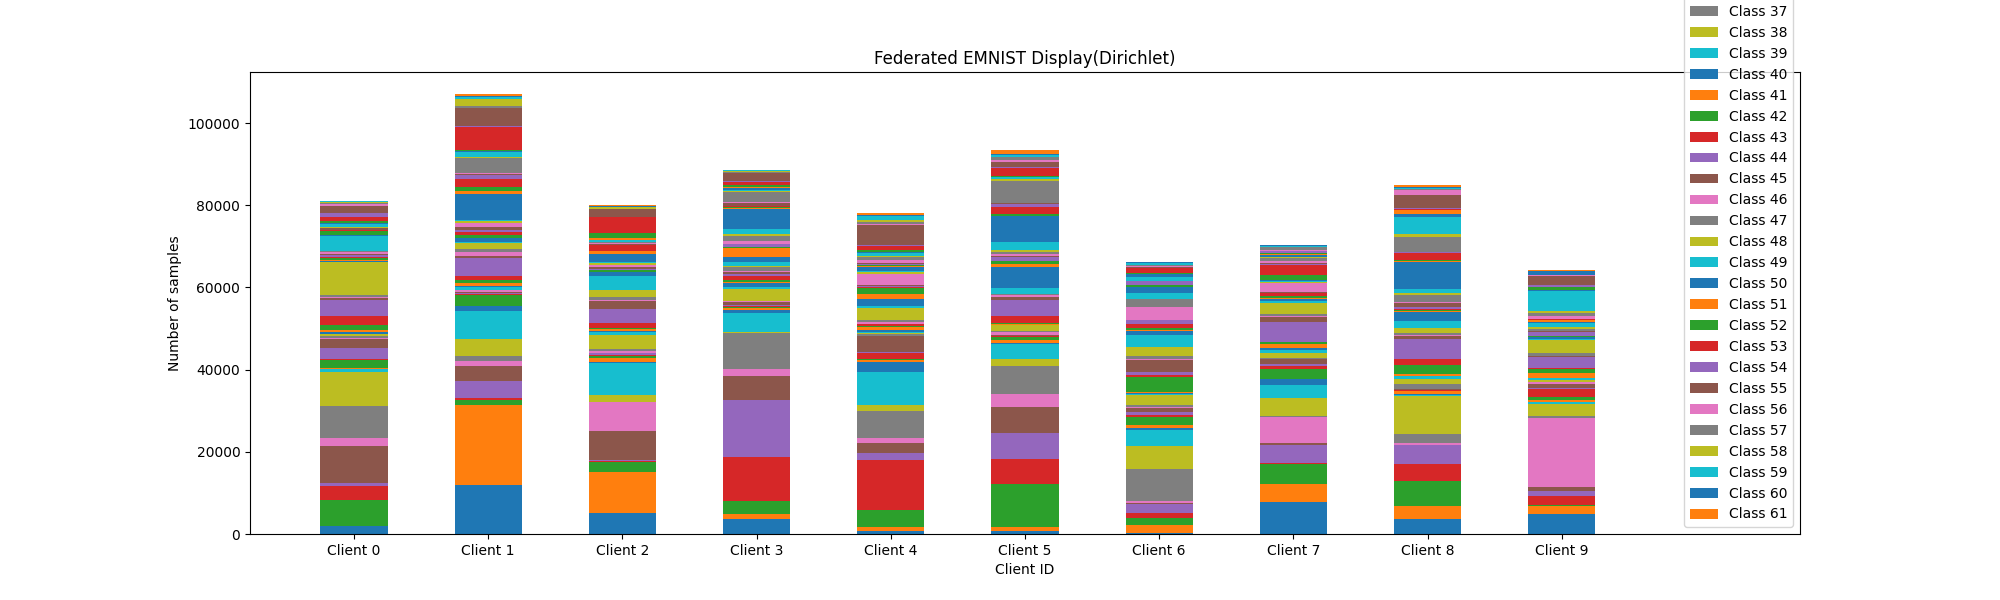 Federated EMNIST Display(Dirichlet)
Number of samples
100000
80000
60000
40000
20000
0
Client 0
Client 1
Client 2
Client 3
Client 4
Client 5
Client 6
Client 7
Client 8
Client 9
Client ID
Class 37
Class 38
Class 39
Class 40
Class 41
Class 42
Class 43
Class 44
Class 45
Class 46
Class 47
Class 48
Class 49
Class 50
Class 51
Class 52
Class 53
Class 54
Class 55
Class 56
Class 57
Class 58
Class 59
Class 60
Class 61